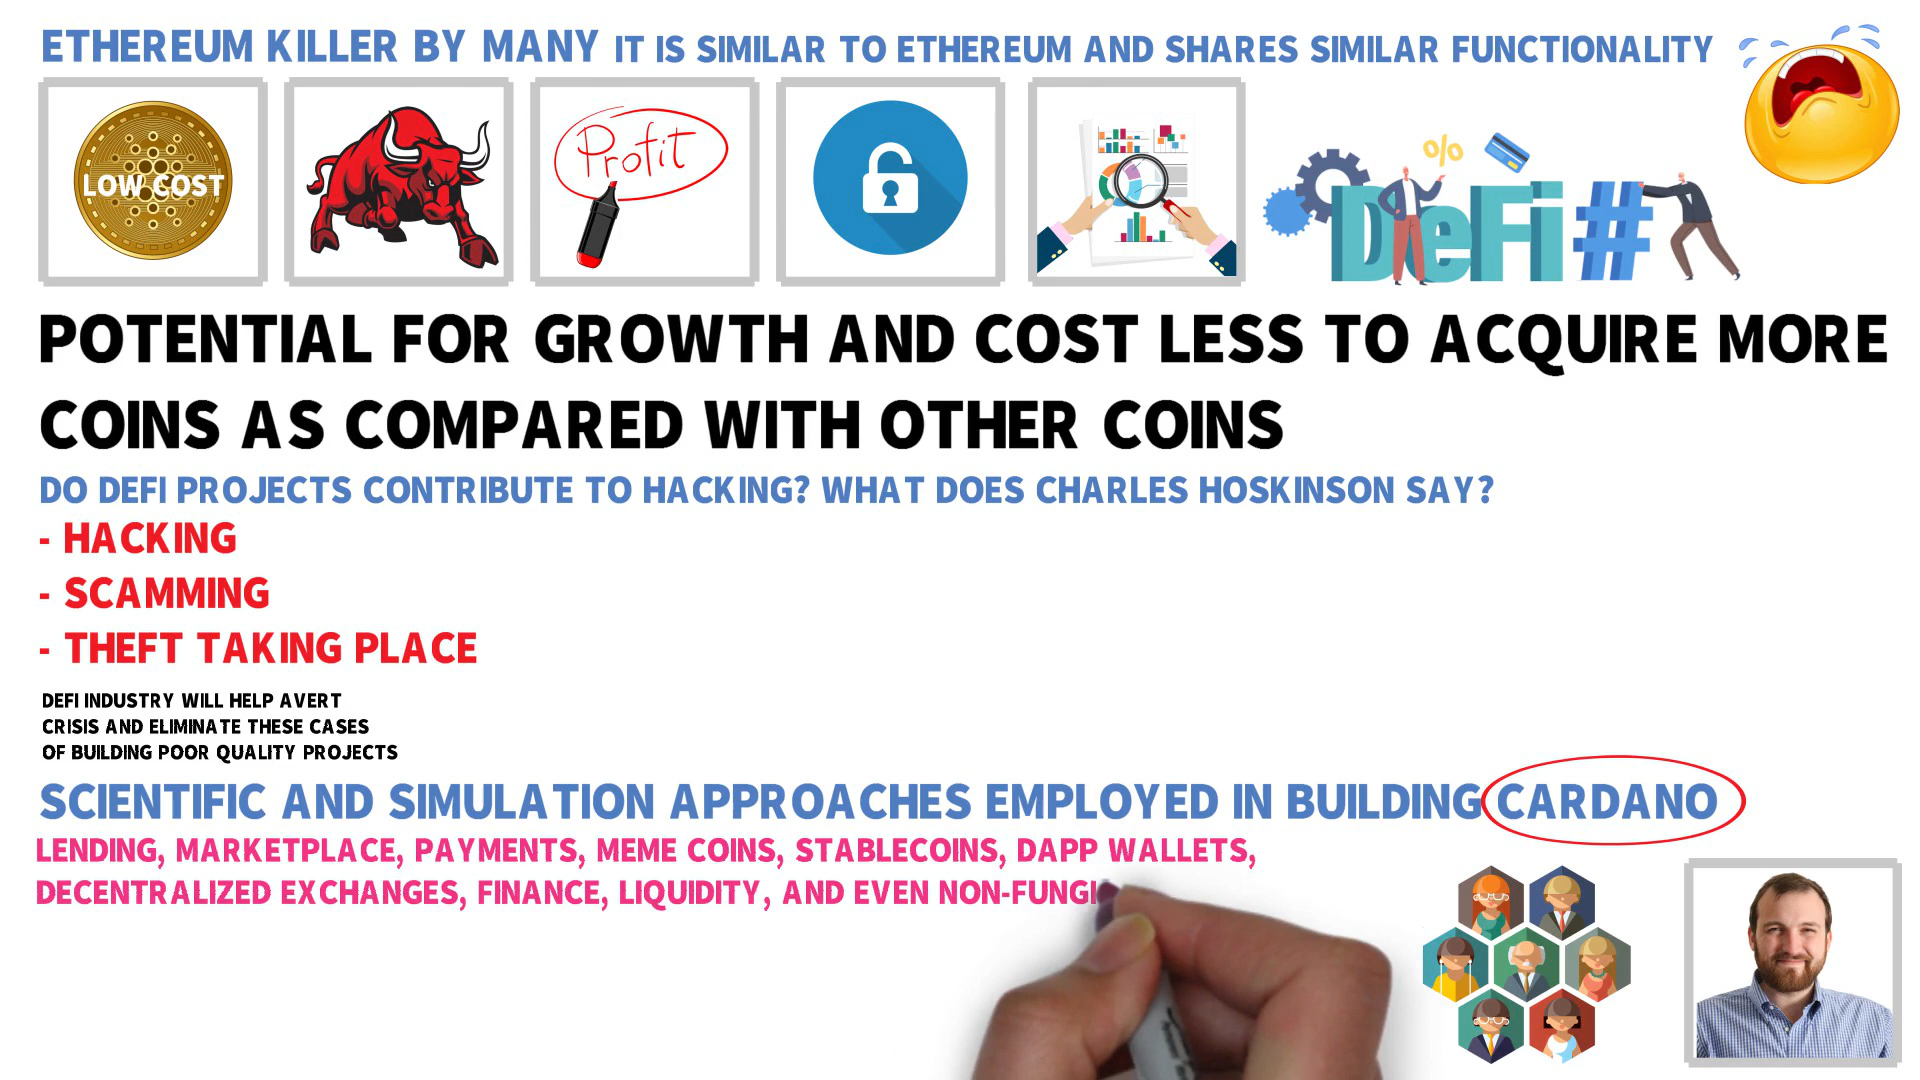 ETHEREUM KILLER BY MANY IT IS SIMILAR TO ETHEREUM AND SHARES SIMILAR FUNCTIONALITY
LOW COST
Profit
%
DeFi #
POTENTIAL FOR GROWTH AND COST LESS TO ACQUIRE MORE
COINS AS COMPARED WITH OTHER COINS
DO DEFI PROJECTS CONTRIBUTE TO HACKING? WHAT DOES CHARLES HOSKINSON SAY?
- HACKING
- SCAMMING
- THEFT TAKING PLACE
DEFI INDUSTRY WILL HELP AVERT
CRISIS AND ELIMINATE THESE CASES
OF BUILDING POOR QUALITY PROJECTS
SCIENTIFIC AND SIMULATION APPROACHES EMPLOYED IN BUILDING CARDANO
LENDING, MARKETPLACE, PAYMENTS, MEME COINS, STABLECOINS, DAPP WALLETS,
DECENTRALIZED EXCHANGES, FINANCE, LIQUIDITY, AND EVEN NON-FUNGI